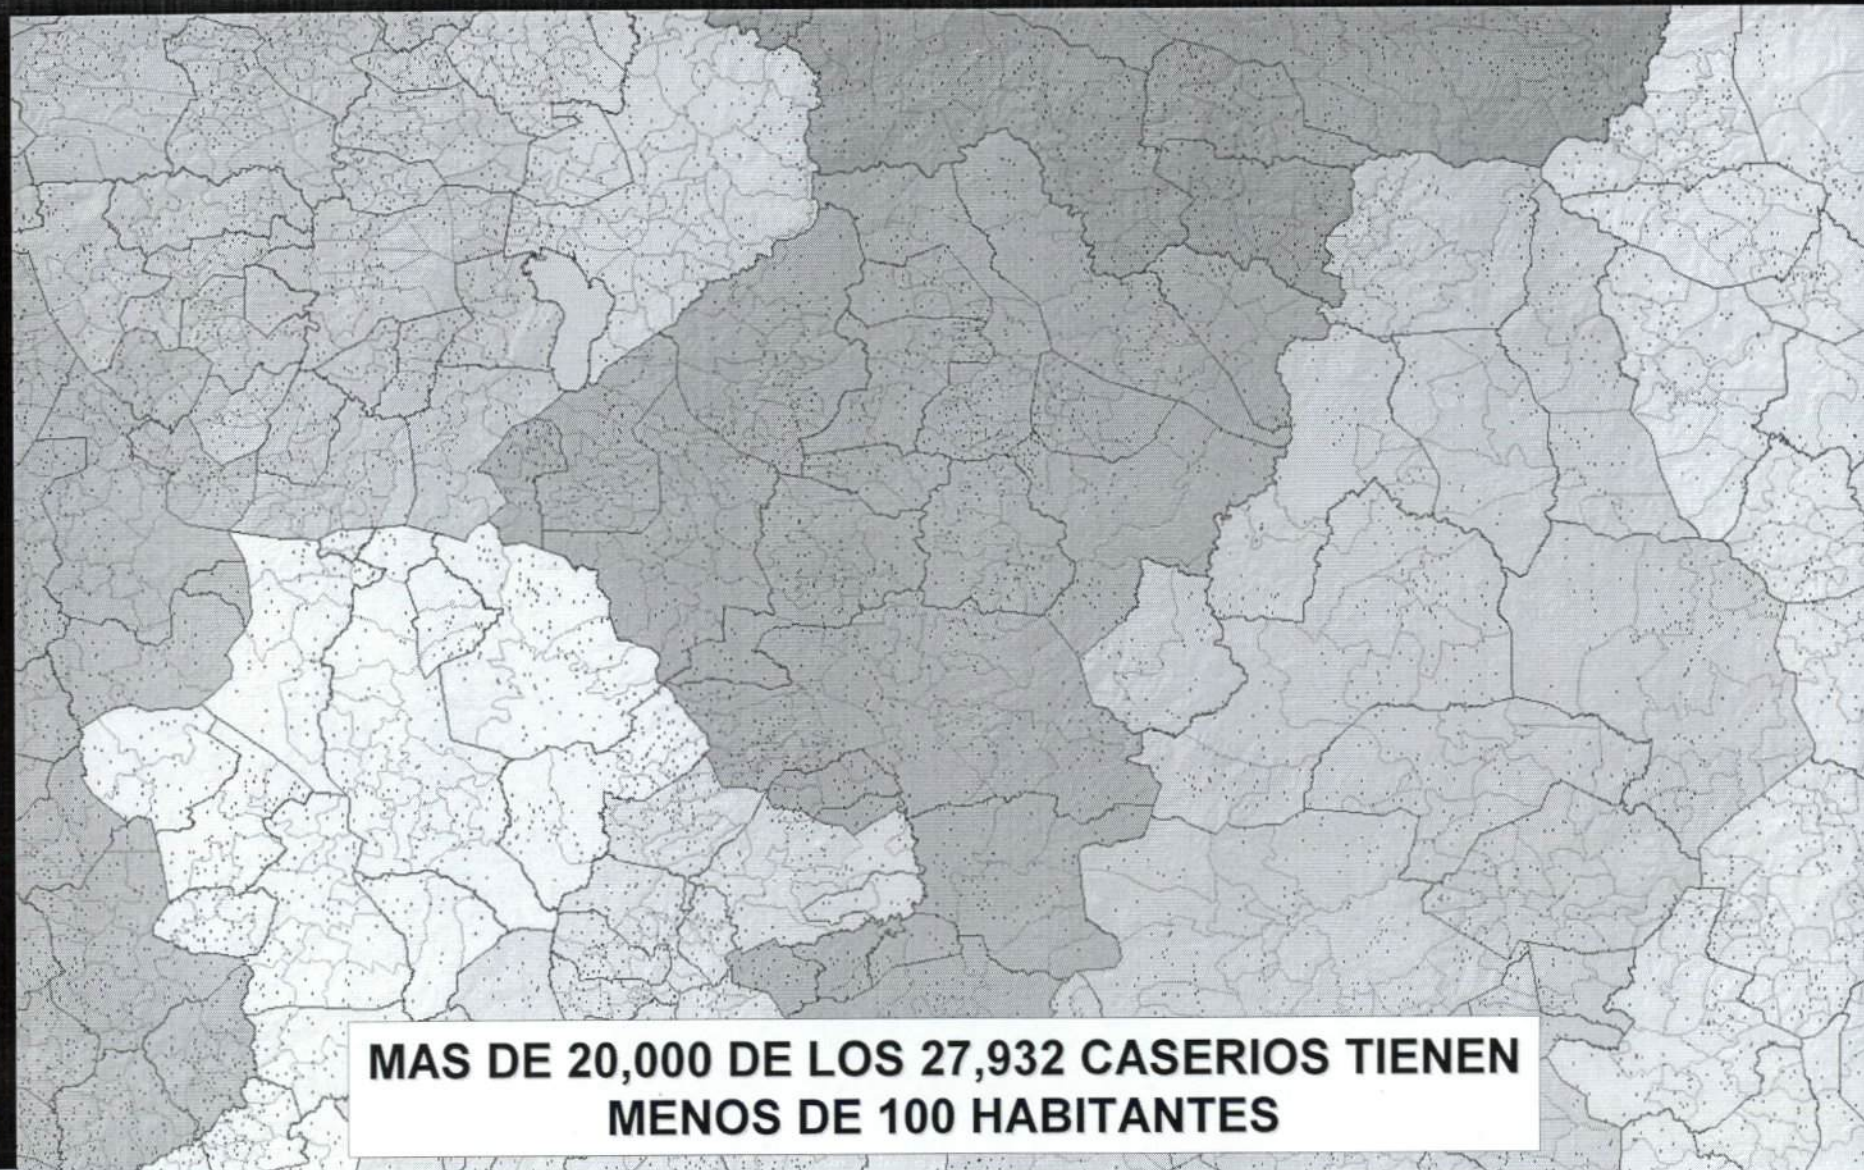 MAS DE 20,000 DE LOS 27,932 CASERIOS TIENEN
MENOS DE 100 HABITANTES